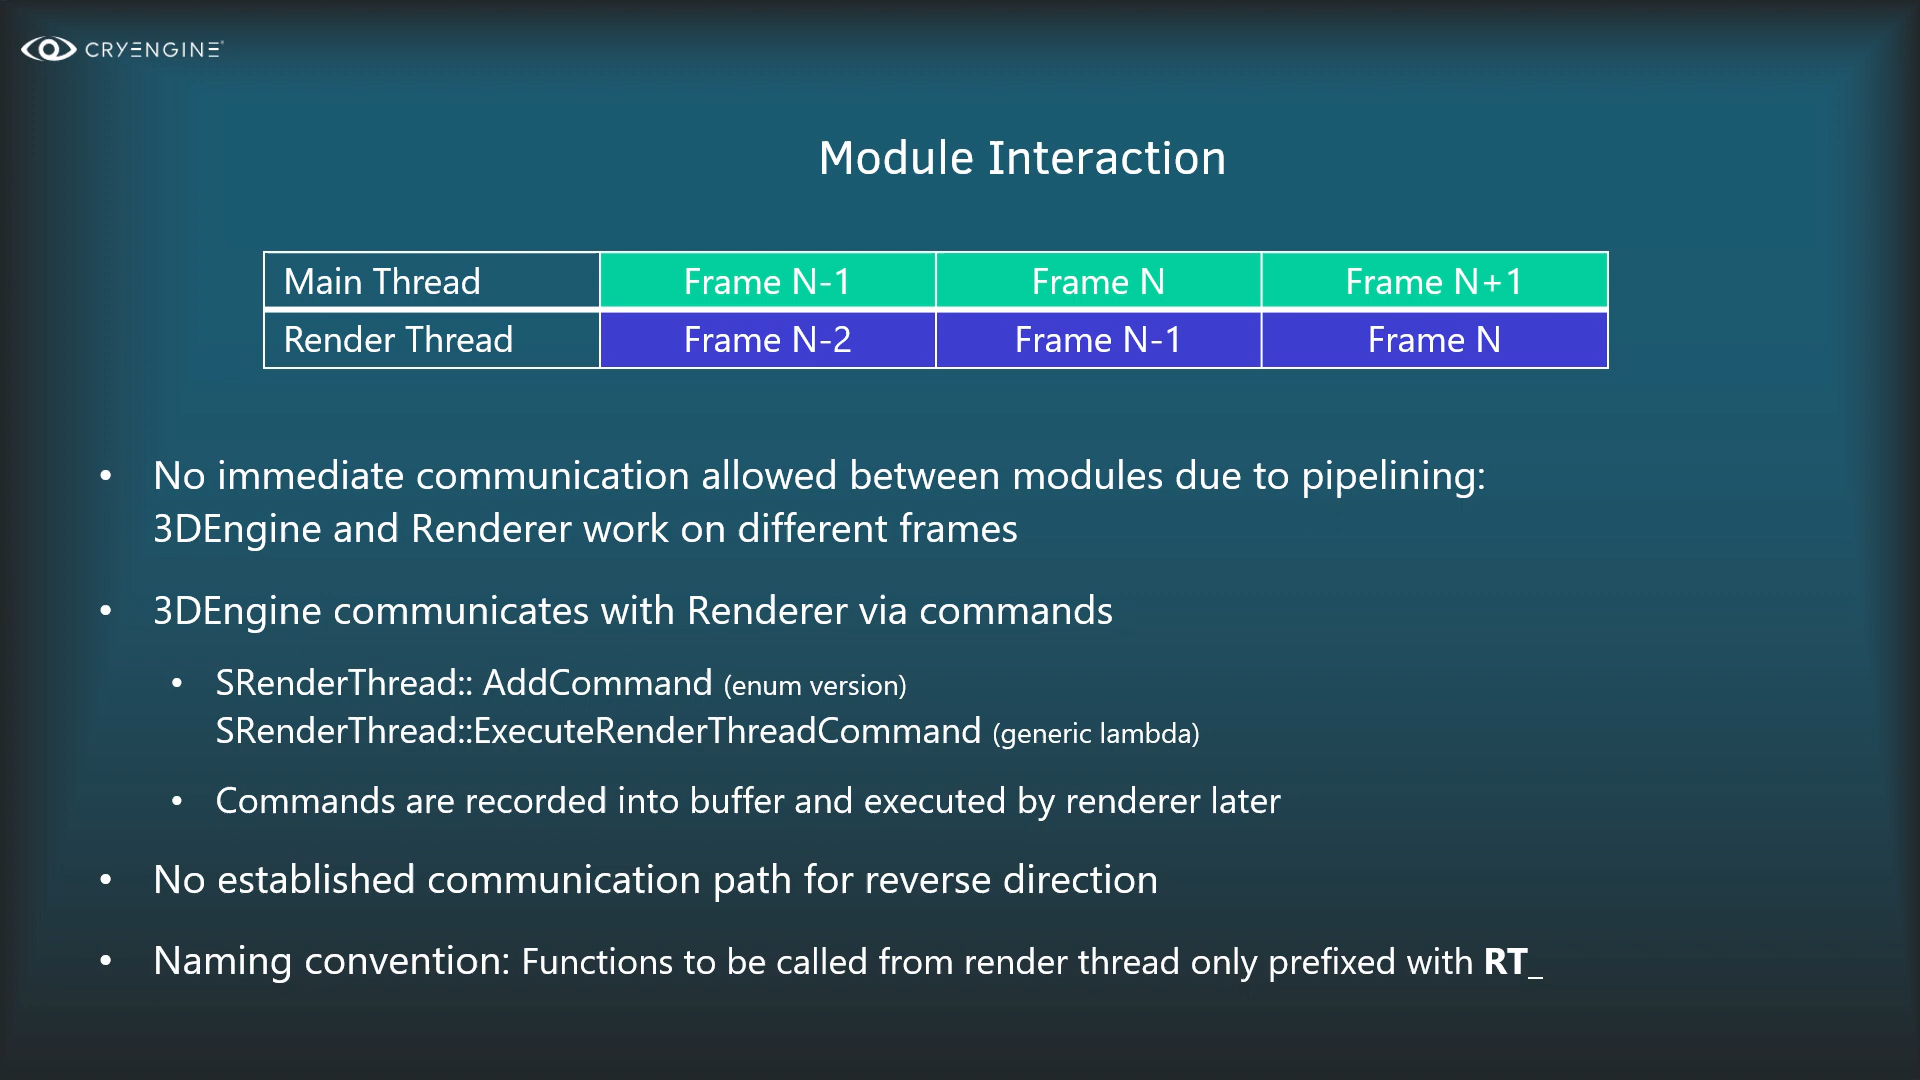 CRYENGINE
Module Interaction
Main Thread Frame N-1 Frame N Frame N+1
Render Thread Frame N-2 Frame N-1 Frame N
• No immediate communication allowed between modules due to pipelining:
3DEngine and Renderer work on different frames
• 3DEngine communicates with Renderer via commands
• SRenderThread:: AddCommand (enum version)
SRenderThread::ExecuteRenderThreadCommand (generic lambda)
• Commands are recorded into buffer and executed by renderer later
• No established communication path for reverse direction
• Naming convention: Functions to be called from render thread only prefixed with RT_